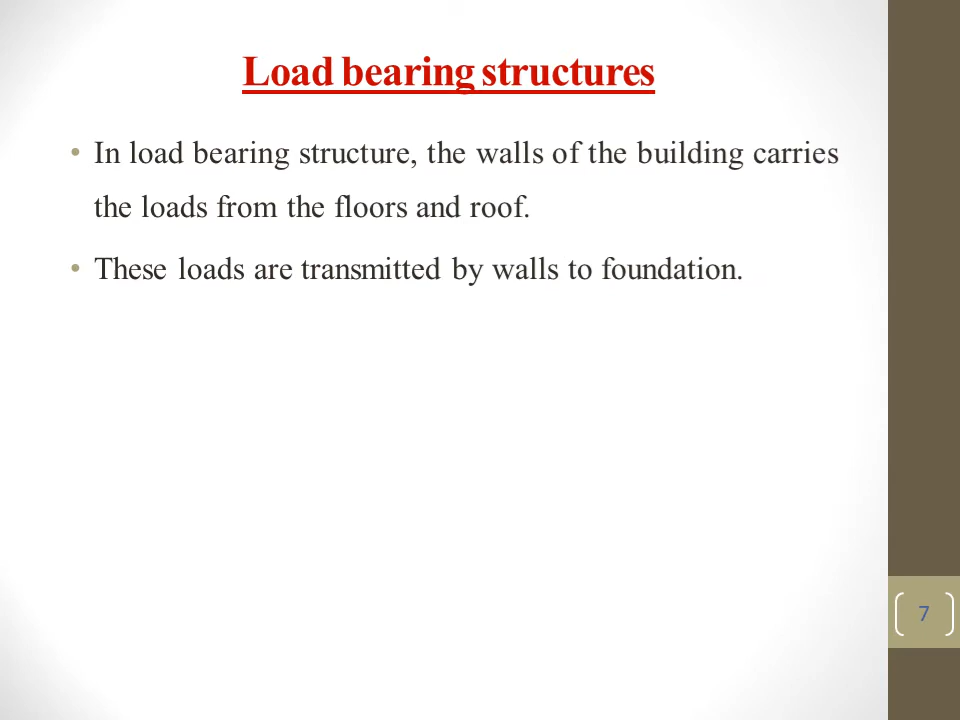 Load bearing structures
• In load bearing structure, the walls of the building carries
the loads from the floors and roof.
• These loads are transmitted by walls to foundation.
7